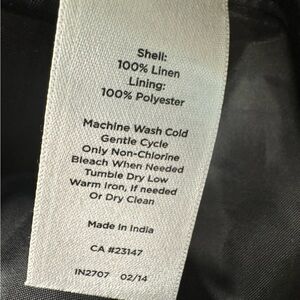 Shell:
100% Linen
Lining:
100% Polyester
Machine Wash Cold
Gentle Cycle
Only Non-Chlorine
Bleach When Needed
Tumble Dry Low
Warm Iron, if needed
Or Dry Clean
Made In India
CA #23147
IN2707 02/14